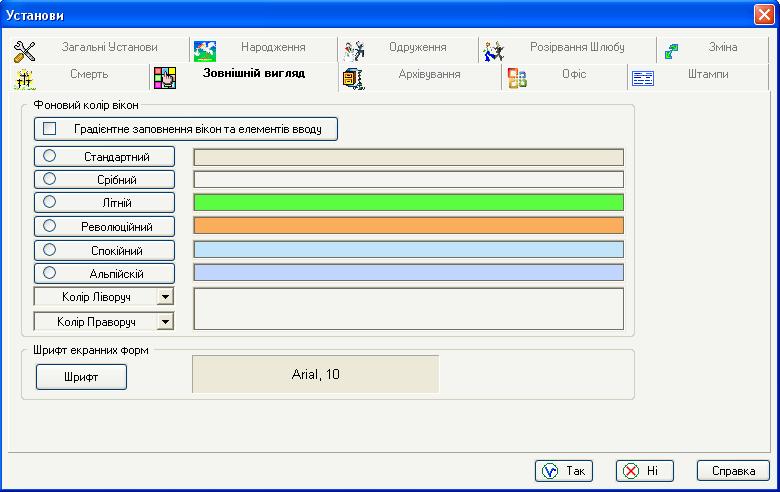 Установи
Загальні Установи
Народження
Одруження
Розірвання Шлюбу
Зміна
Смерть
Зовнішній вигляд
Архівування
Офіс
Штампи
Фоновий колір вікон
Градієнтне заповнення вікон та елементів вводу
Стандартний
Срібний
Літній
Революційний
Спокійний
Альпійскій
Колір Ліворуч
Колір Праворуч
Шрифт екранних форм
Шрифт
Arial, 10
Так
Ні
Справка